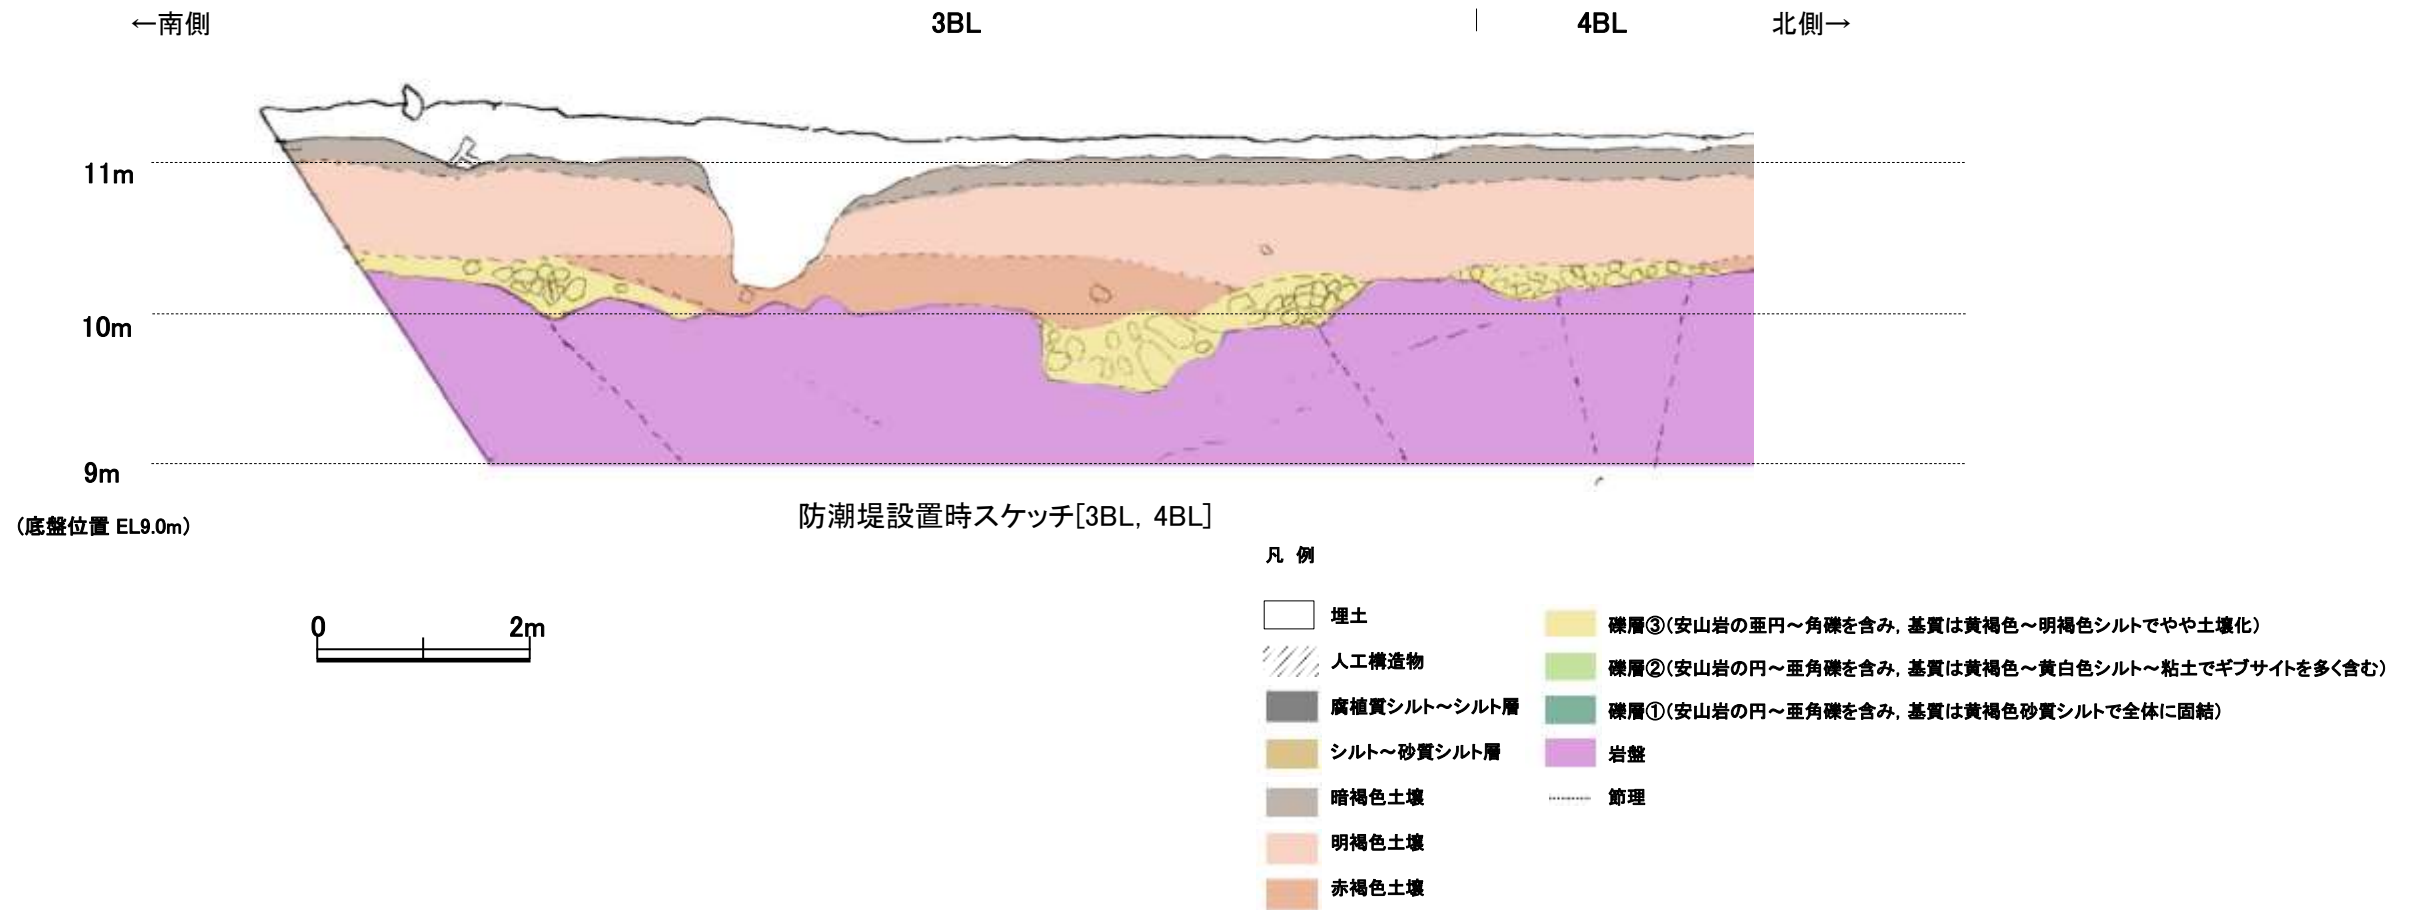 ←南側
3BL
4BL
北側→
11m
10m
9m
（底盤位置 EL9.0m）
防潮堤設置時スケッチ［3BL，4BL］
0
2m
凡 例
埋土
人工構造物
腐植質シルト～シルト層
シルト～砂質シルト層
暗褐色土壌
明褐色土壌
赤褐色土壌
礫層③（安山岩の亜円～角礫を含み，基質は黄褐色～明褐色シルトでやや土壌化）
礫層②（安山岩の円～亜角礫を含み，基質は黄褐色～黄白色シルト～粘土でギブサイトを多く含む）
礫層①（安山岩の円～亜角礫を含み，基質は黄褐色砂質シルトで全体に固結）
岩盤
節理